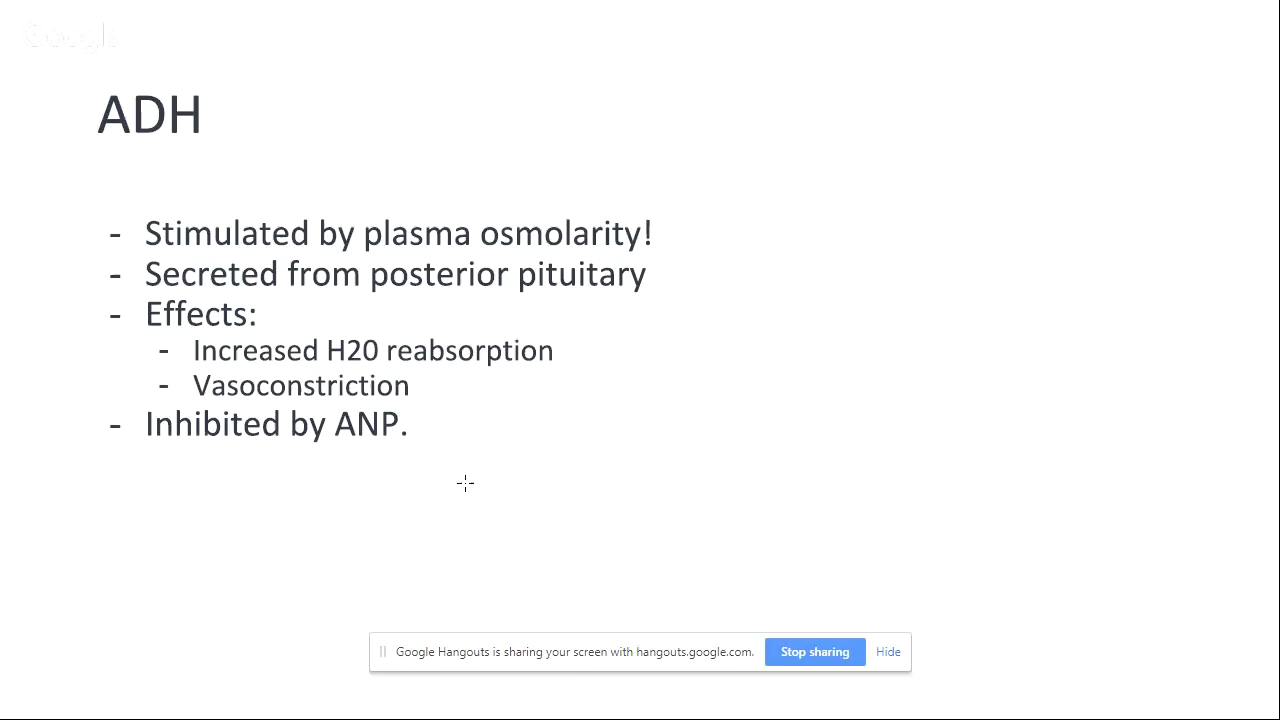 ADH
- Stimulated by plasma osmolarity!
- Secreted from posterior pituitary
- Effects:
- Increased H20 reabsorption
- Vasoconstriction
- Inhibited by ANP.
Google Hangouts is sharing your screen with hangouts.google.com. Stop sharing Hide